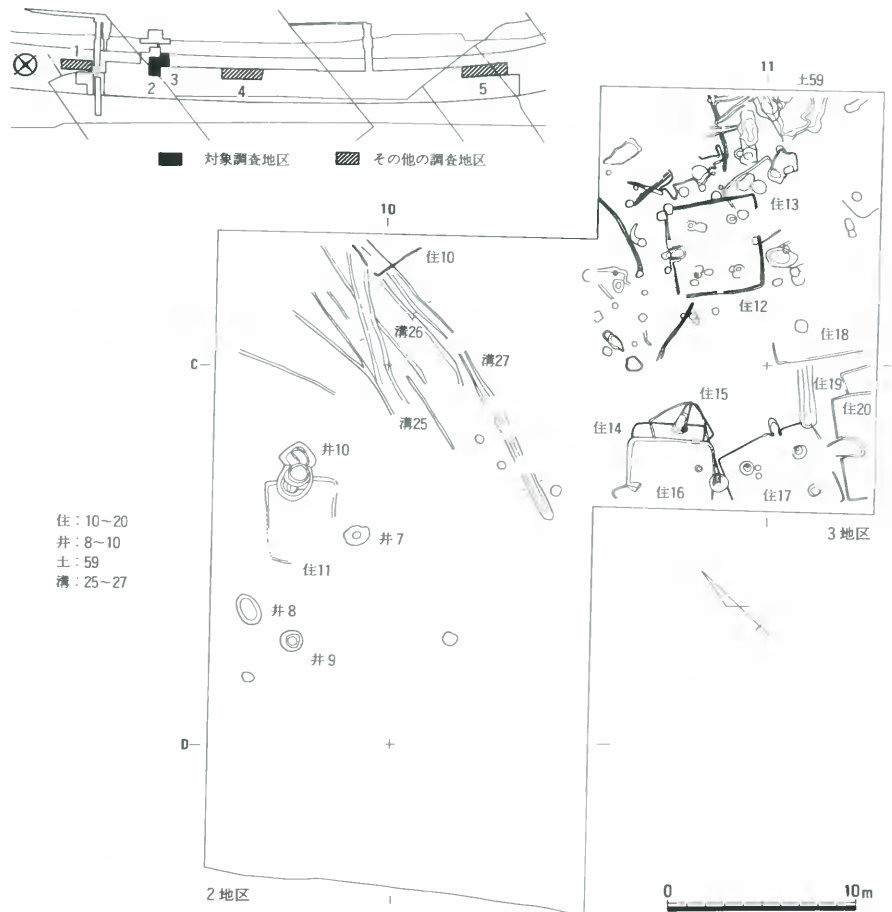 1
2
3
4
5
対象調査地区 その他の調査地区
11
土59
10
住13
住10
住12
溝26
住18
C
溝27
住19
住15
住20
溝25
住14
井10
住16
住17
井7
3地区
住：10～20
井：8～10
土：59
溝：25～27
住11
井8
井9
D
2地区
0 10m